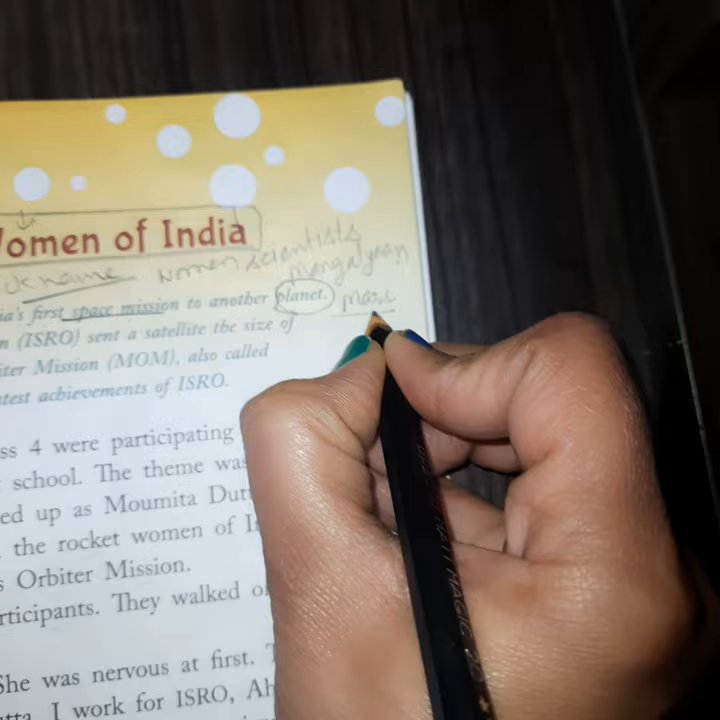 Women of India
name women scientists
Mangalyaan
ia's first space mission to another planet. mars
n (ISRO) sent a satellite the size of
iter Mission (MOM), also called
test achievements of ISRO.
ss 4 were participating
school. The theme was
ed up as Moumita Dut
the rocket women of I
s Orbiter Mission.
rticipants. They walked o
She was nervous at first.
tta. I work for ISRO, Ah